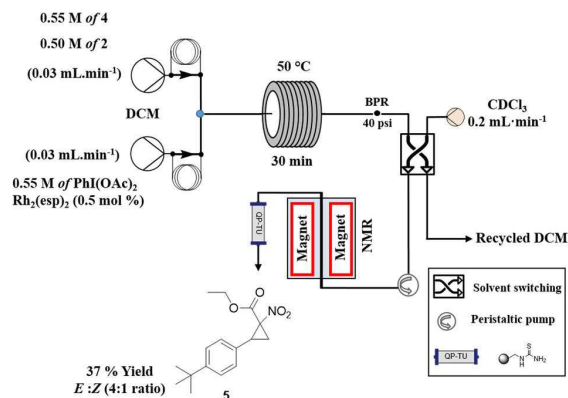 0.55 M of 4
0.50 M of 2
(0.03 mL.min⁻¹)
DCM
(0.03 mL.min⁻¹)
0.55 M of PhI(OAc)₂
Rh₂(esp)₂ (0.5 mol %)
50 °C
30 min
BPR
40 psi
CDCl₃
0.2 mL·min⁻¹
Recycled DCM
QP-TU
Magnet
Magnet
NMR
O
O
NO₂
37 % Yield
E :Z (4:1 ratio)
5
Solvent switching
Peristaltic pump
QP-TU
S
N
H
NH₂